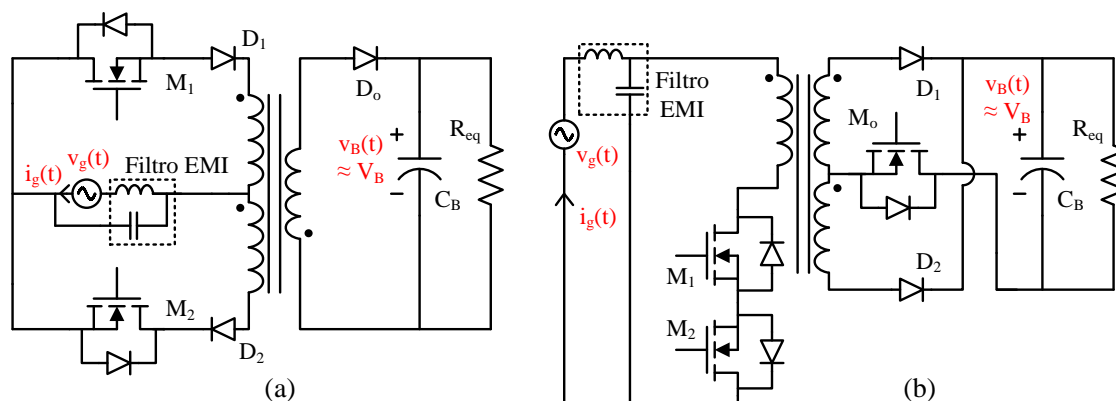 D1
M1
Do
vB(t)
≈ VB
+
−
CB
Req
ig(t)
vg(t)
Filtro EMI
M2
D2
(a)
Filtro
EMI
vg(t)
ig(t)
M1
M2
D1
Mo
D2
vB(t)
≈ VB
+
−
CB
Req
(b)